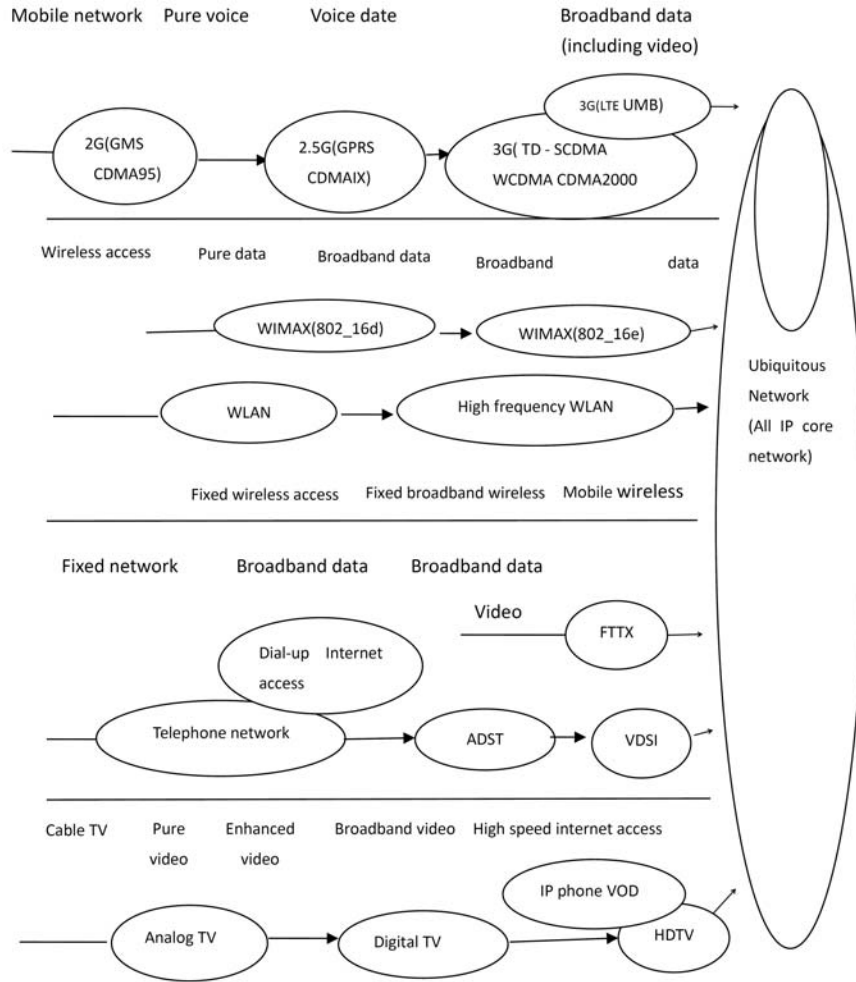 Mobile network Pure voice Voice date Broadband data
(including video)
3G(LTE UMB)
2G(GMS
CDMA95)
2.5G(GPRS
CDMAIX)
3G( TD - SCDMA
WCDMA CDMA2000
Wireless access Pure data Broadband data Broadband data
WIMAX(802_16d) WIMAX(802_16e)
WLAN High frequency WLAN
Ubiquitous
Network
(All IP core
network)
Fixed wireless access Fixed broadband wireless Mobile wireless
Fixed network Broadband data Broadband data
Video FTTX
Dial-up Internet
access
Telephone network ADST VDSI
Cable TV Pure
video
Enhanced
video
Broadband video High speed internet access
IP phone VOD
Analog TV Digital TV HDTV